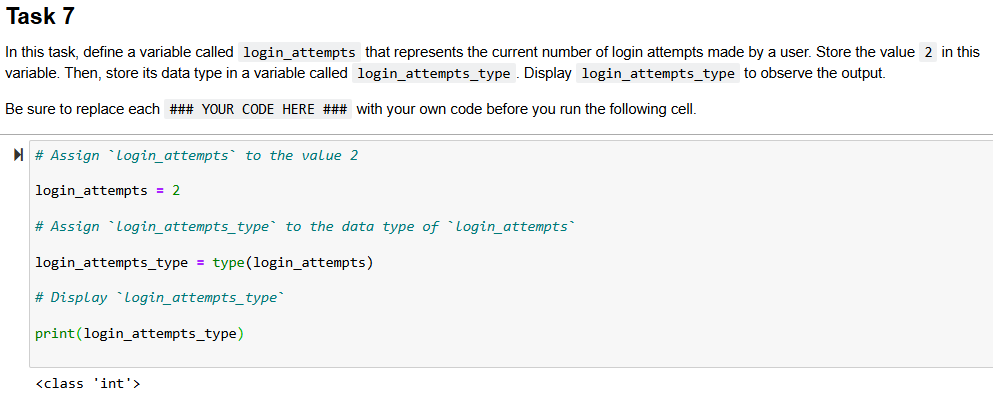 Task 7
In this task, define a variable called login_attempts that represents the current number of login attempts made by a user. Store the value 2 in this
variable. Then, store its data type in a variable called login_attempts_type . Display login_attempts_type to observe the output.
Be sure to replace each ### YOUR CODE HERE ### with your own code before you run the following cell.
# Assign `login_attempts` to the value 2
login_attempts = 2
# Assign `login_attempts_type` to the data type of `login_attempts`
login_attempts_type = type(login_attempts)
# Display `login_attempts_type`
print(login_attempts_type)
<class 'int'>